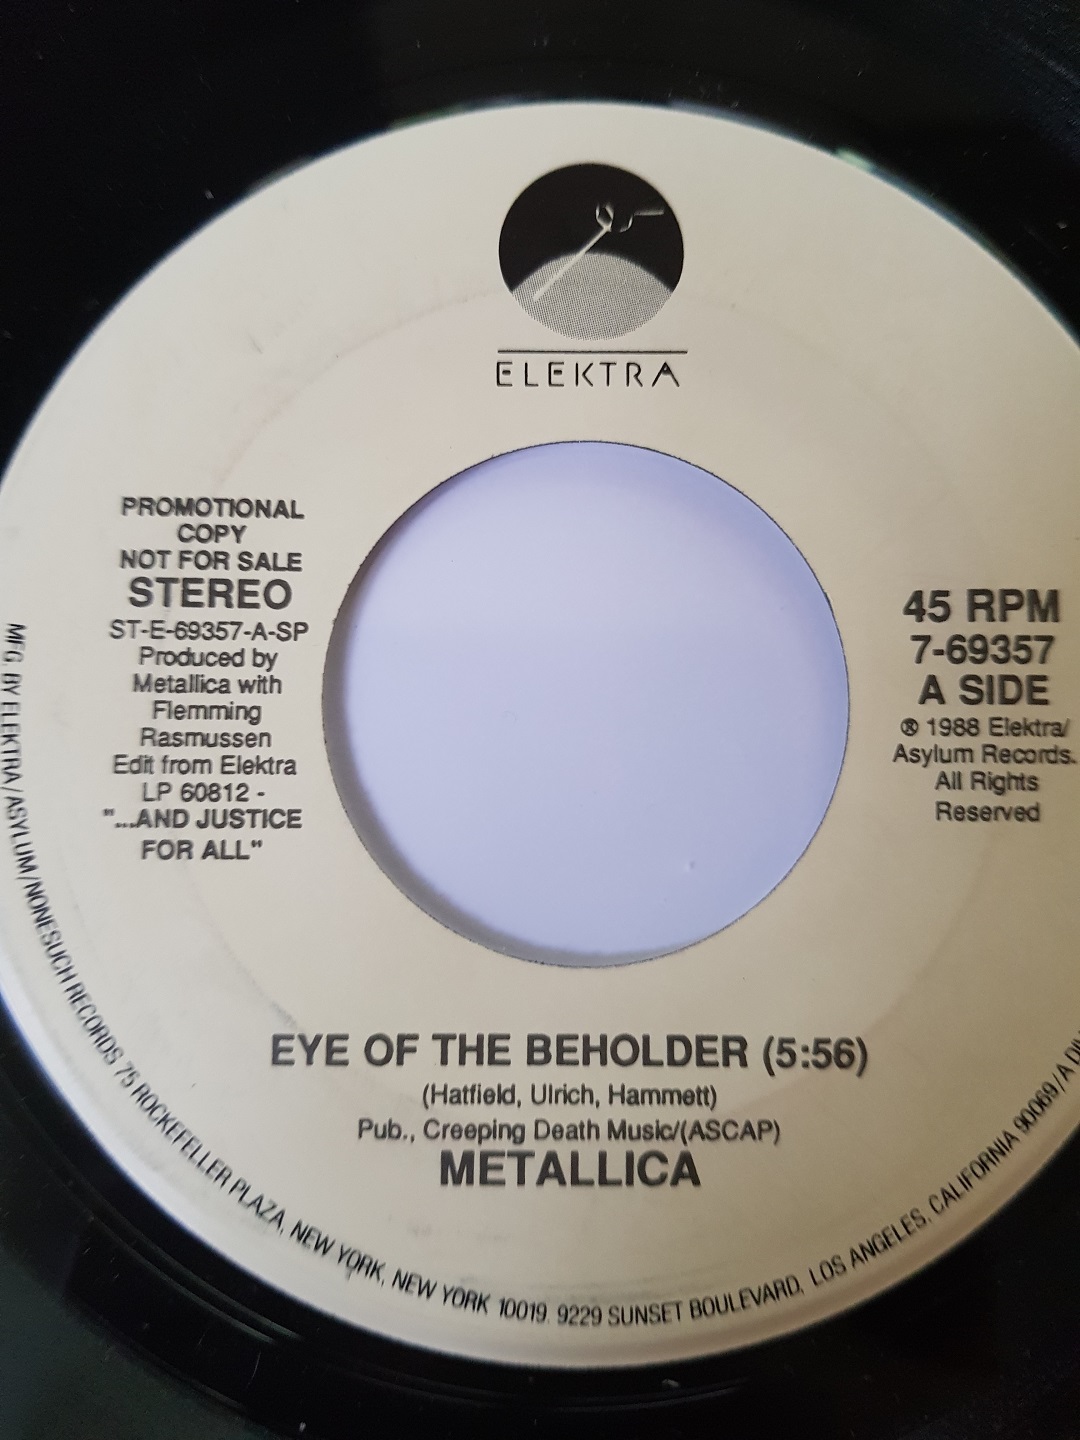 ELEKTRA
PROMOTIONAL
COPY
NOT FOR SALE
STEREO
ST-E-69357-A-SP
Produced by
Metallica with
Flemming
Rasmussen
Edit from Elektra
LP 60812 -
"...AND JUSTICE
FOR ALL"
45 RPM
7-69357
A SIDE
℗ 1988 Elektra/
Asylum Records.
All Rights
Reserved
EYE OF THE BEHOLDER (5:56)
(Hatfield, Ulrich, Hammett)
Pub., Creeping Death Music/(ASCAP)
METALLICA
MFG. BY ELEKTRA/ASYLUM/NONESUCH RECORDS 75 ROCKEFELLER PLAZA, NEW YORK, NEW YORK 10019. 9229 SUNSET BOULEVARD, LOS ANGELES, CALIFORNIA 90069/A